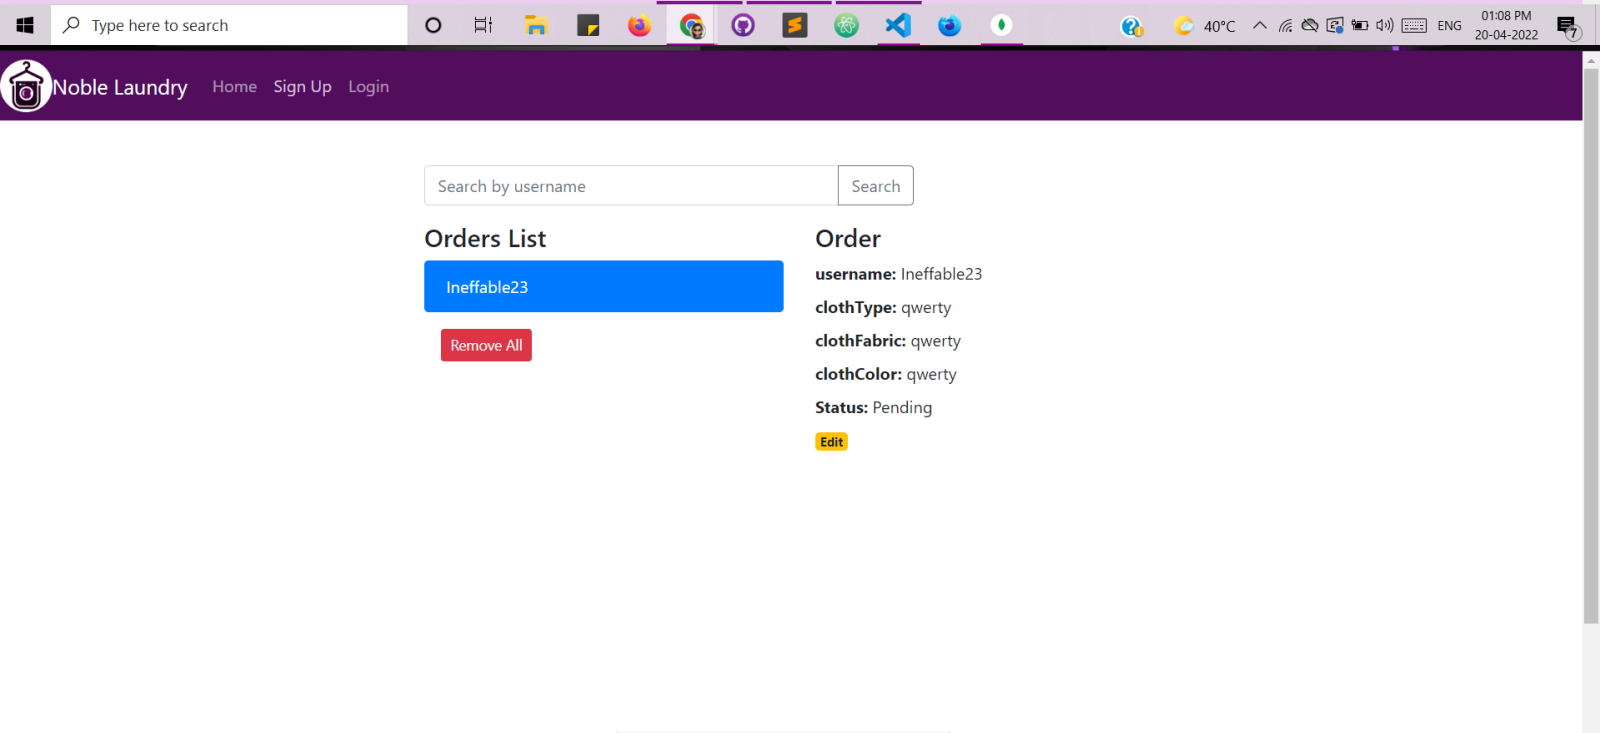 Type here to search
40°C
ENG
01:08 PM
20-04-2022
7
Noble Laundry
Home
Sign Up
Login
Search by username
Search
Orders List
Ineffable23
Remove All
Order
username: Ineffable23
clothType: qwerty
clothFabric: qwerty
clothColor: qwerty
Status: Pending
Edit